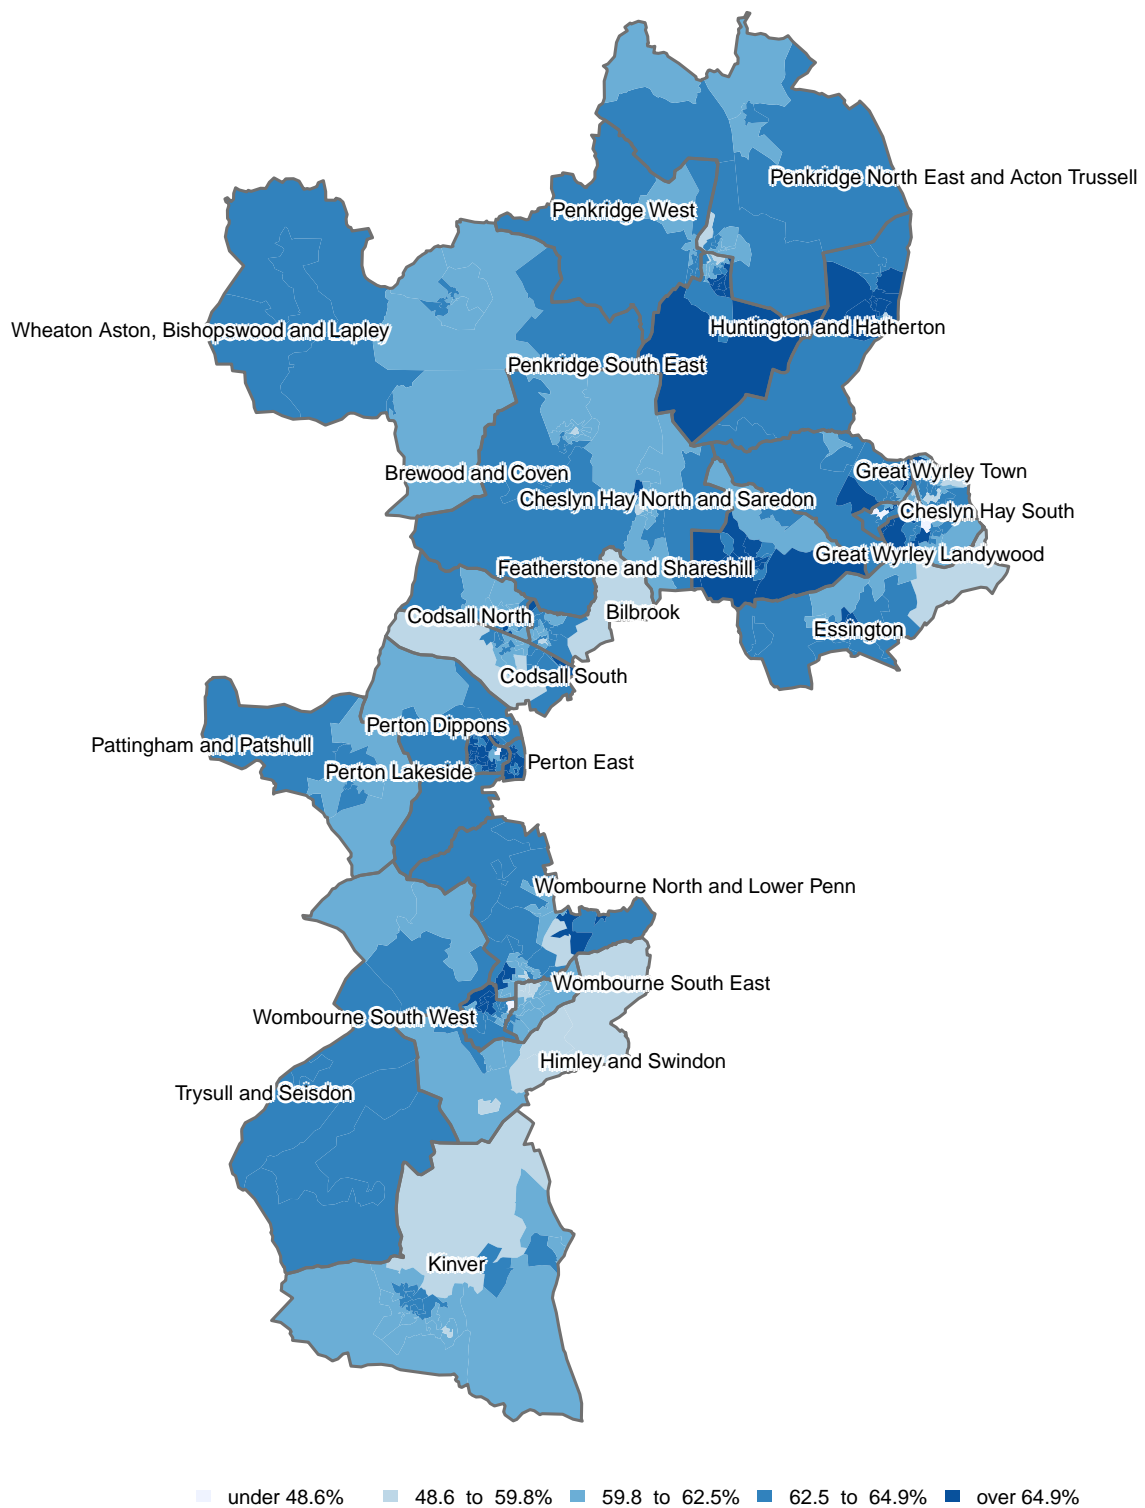 Penkridge North East and Acton Trussell
Penkridge West
Wheaton Aston, Bishopswood and Lapley
Huntington and Hatherton
Penkridge South East
Brewood and Coven
Great Wyrley Town
Cheslyn Hay North and Saredon
Cheslyn Hay South
Great Wyrley Landywood
Featherstone and Shareshill
Codsall North
Bilbrook
Essington
Codsall South
Perton Dippons
Pattingham and Patshull
Perton East
Perton Lakeside
Wombourne North and Lower Penn
Wombourne South East
Wombourne South West
Himley and Swindon
Trysull and Seisdon
Kinver
under 48.6% 48.6 to 59.8% 59.8 to 62.5% 62.5 to 64.9% over 64.9%